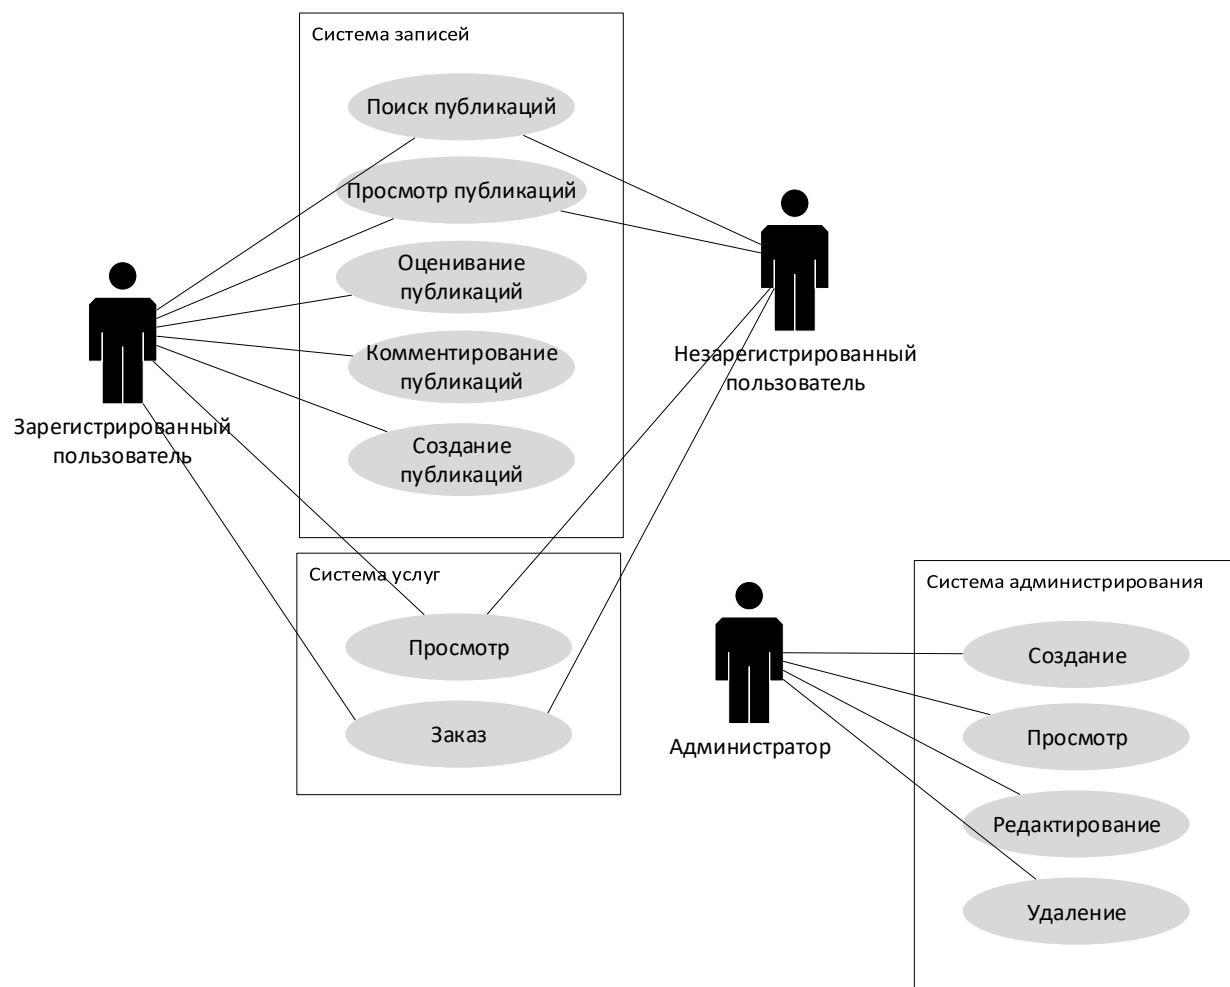 Система записей
Поиск публикаций
Просмотр публикаций
Оценивание
публикаций
Комментирование
публикаций
Создание
публикаций
Зарегистрированный
пользователь
Незарегистрированный
пользователь
Система услуг
Просмотр
Заказ
Администратор
Система администрирования
Создание
Просмотр
Редактирование
Удаление